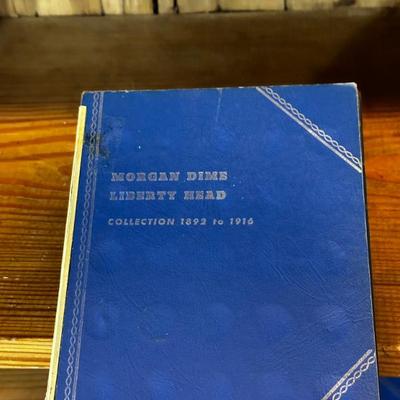 MORGAN DIME
LIBERTY HEAD
COLLECTION 1892 to 1916